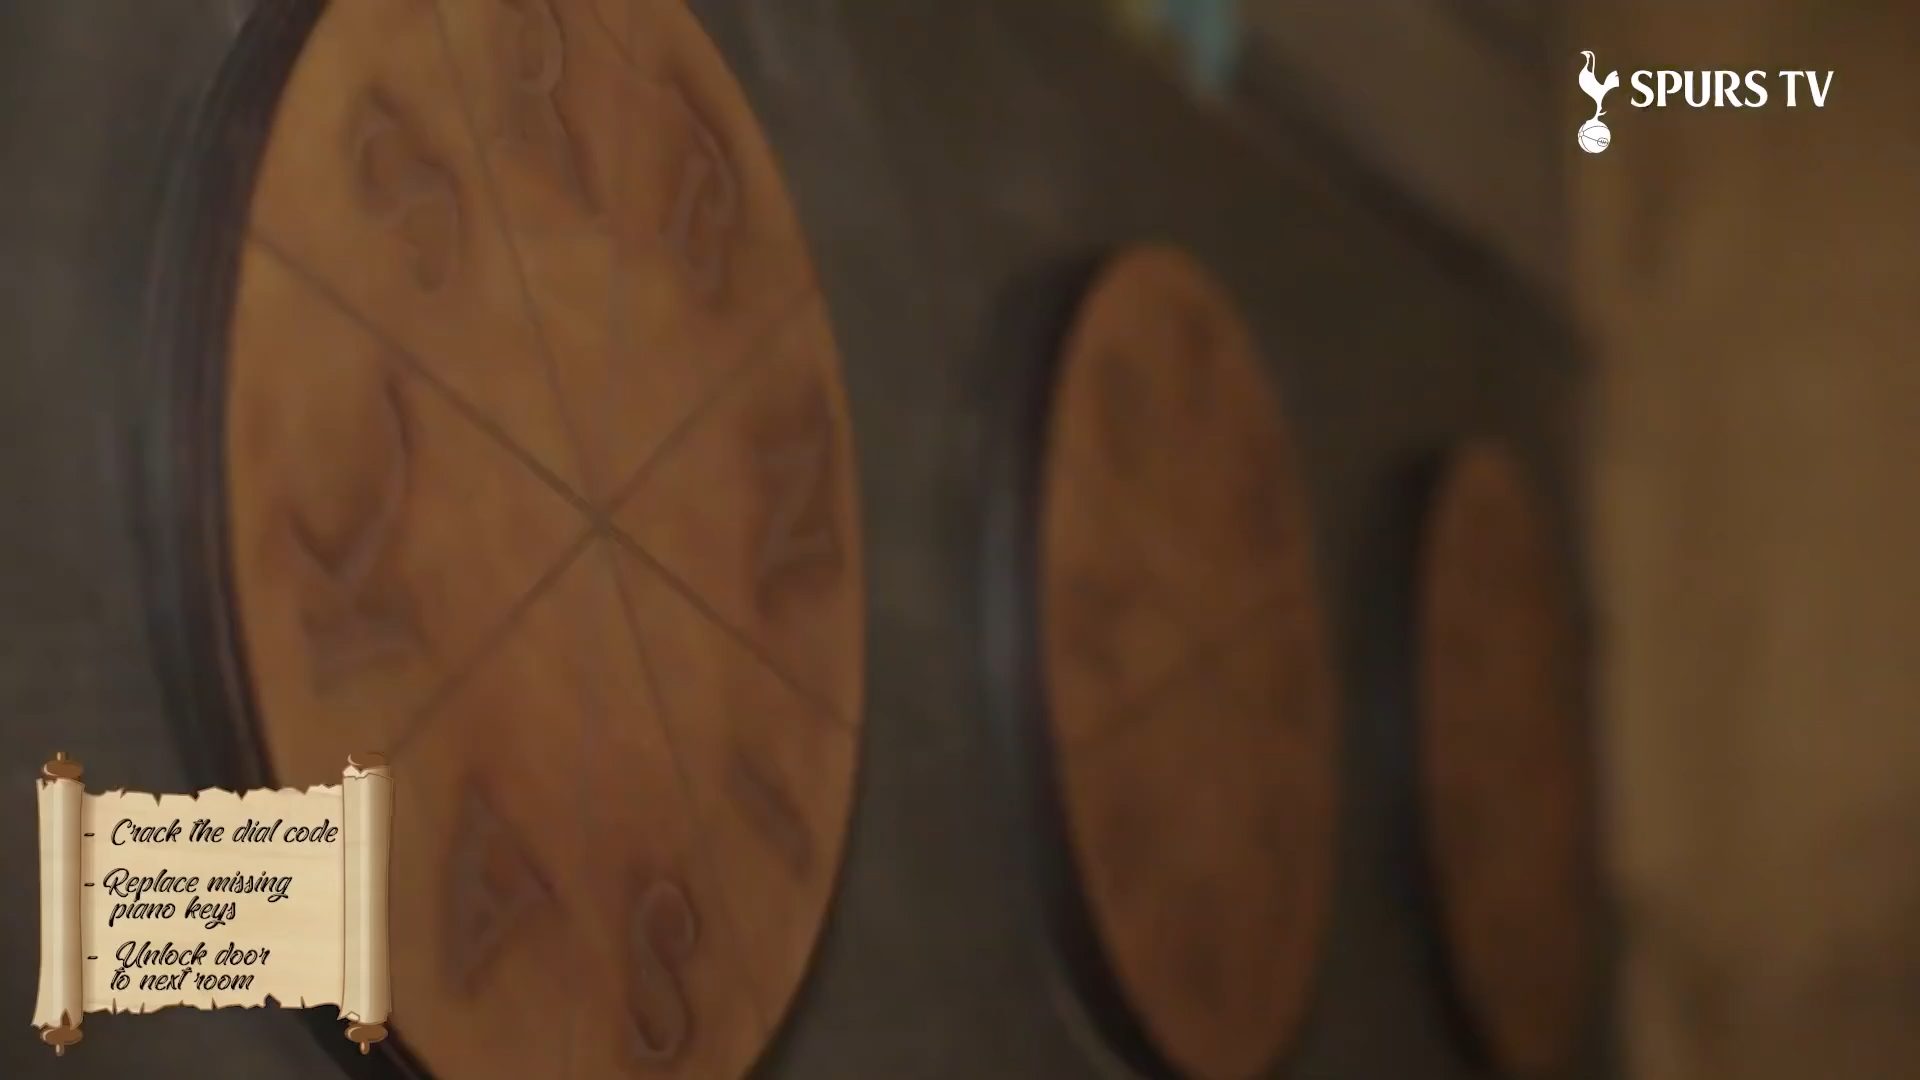 SPURS TV
- Crack the dial code
- Replace missing
piano keys
- Unlock door
to next room